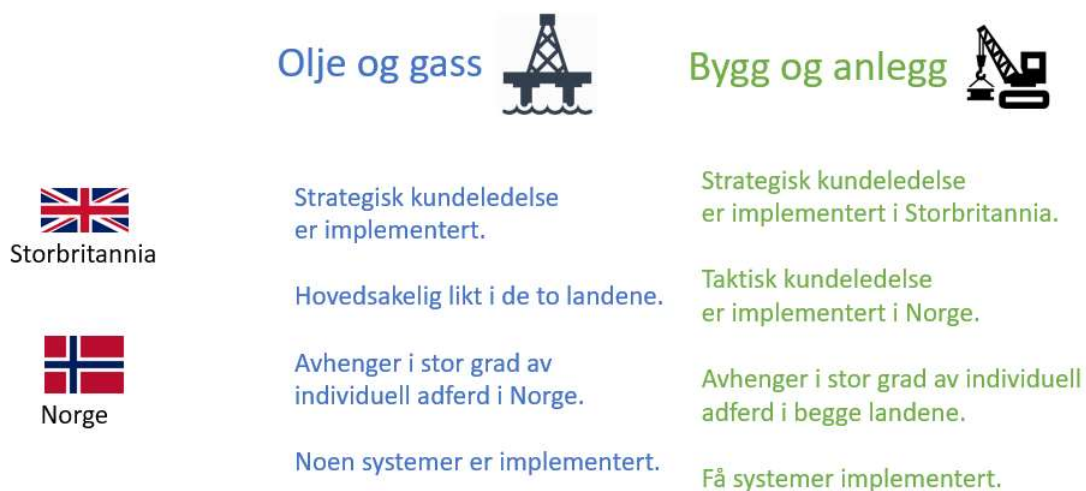 Olje og gass
Bygg og anlegg
Storbritannia
Norge
Strategisk kundeledelse
er implementert.
Hovedsakelig likt i de to landene.
Avhenger i stor grad av
individuell adferd i Norge.
Noen systemer er implementert.
Strategisk kundeledelse
er implementert i Storbritannia.
Taktisk kundeledelse
er implementert i Norge.
Avhenger i stor grad av individuell
adferd i begge landene.
Få systemer implementert.